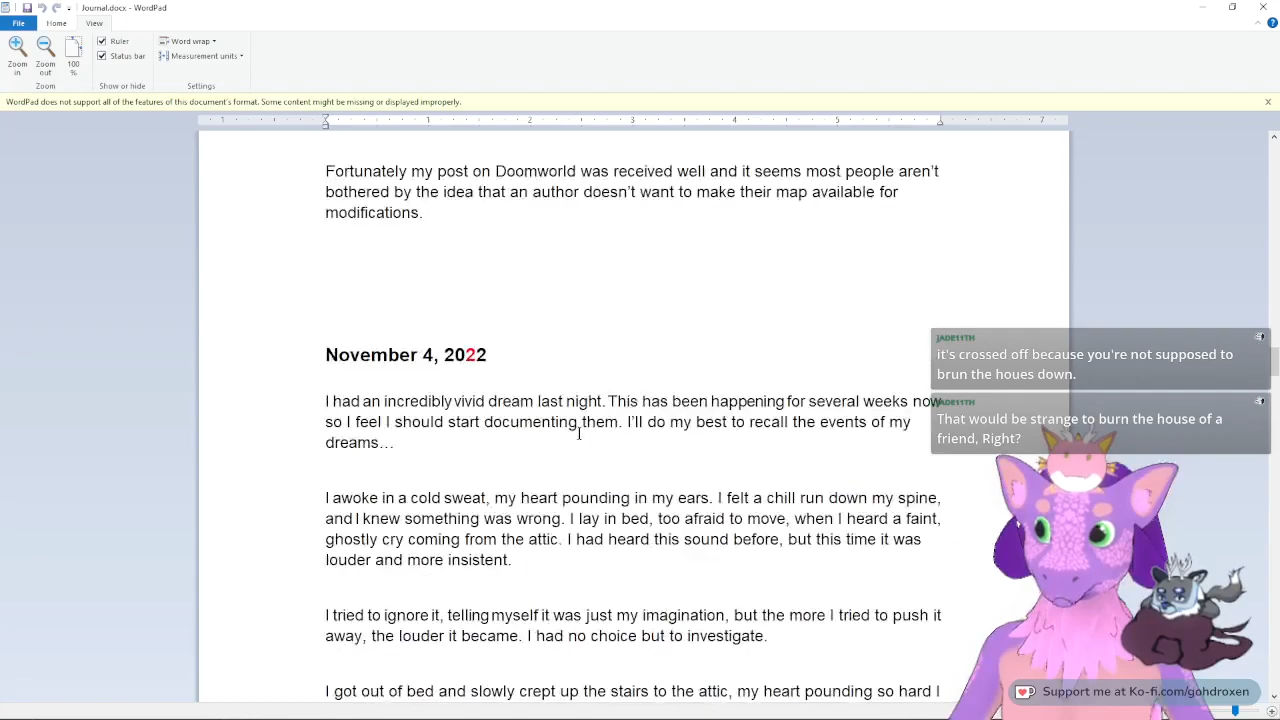 Journal.docx - WordPad
File
Home
View
Zoom in
Zoom out
100 %
Ruler
Status bar
Word wrap
Measurement units
Zoom
Show or hide
Settings
WordPad does not support all of the features of this document's format. Some content might be missing or displayed improperly.
1 1 2 3 4 5 7
Fortunately my post on Doomworld was received well and it seems most people aren't
bothered by the idea that an author doesn't want to make their map available for
modifications.
November 4, 2022
I had an incredibly vivid dream last night. This has been happening for several weeks now
so I feel I should start documenting them. I'll do my best to recall the events of my
dreams…
I awoke in a cold sweat, my heart pounding in my ears. I felt a chill run down my spine,
and I knew something was wrong. I lay in bed, too afraid to move, when I heard a faint,
ghostly cry coming from the attic. I had heard this sound before, but this time it was
louder and more insistent.
I tried to ignore it, telling myself it was just my imagination, but the more I tried to push it
away, the louder it became. I had no choice but to investigate.
I got out of bed and slowly crept up the stairs to the attic, my heart pounding so hard I
JADE11TH
it's crossed off because you're not supposed to
brun the houes down.
JADE11TH
That would be strange to burn the house of a
friend, Right?
Support me at Ko-fi.com/gohdroxen